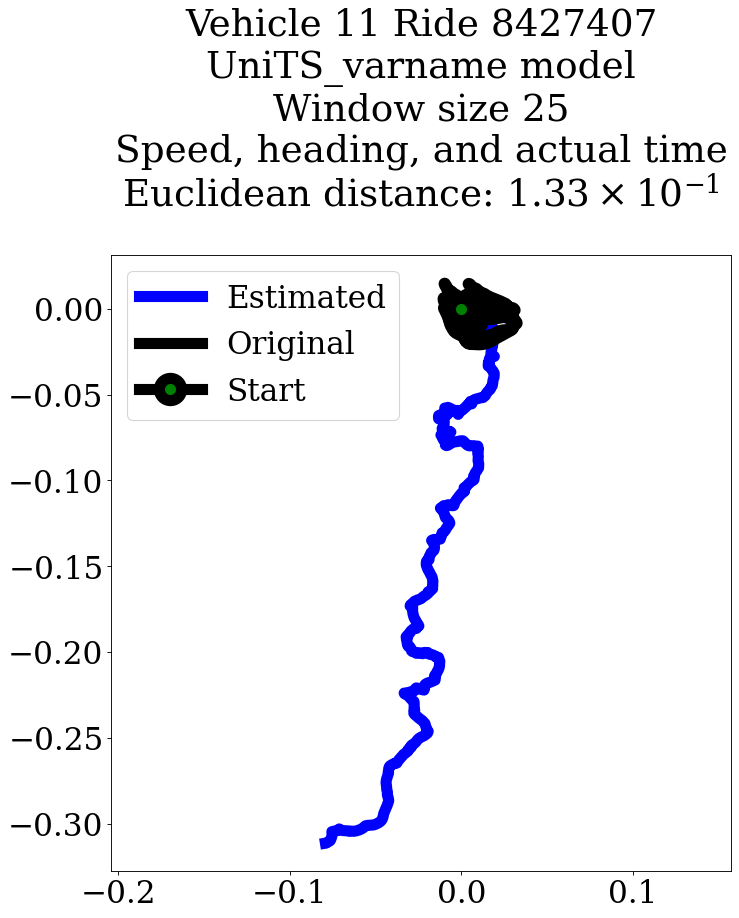 Vehicle 11 Ride 8427407
UniTS_varname model
Window size 25
Speed, heading, and actual time
Euclidean distance: 1.33 × 10⁻¹
Estimated
Original
Start
0.00
−0.05
−0.10
−0.15
−0.20
−0.25
−0.30
−0.2 −0.1 0.0 0.1